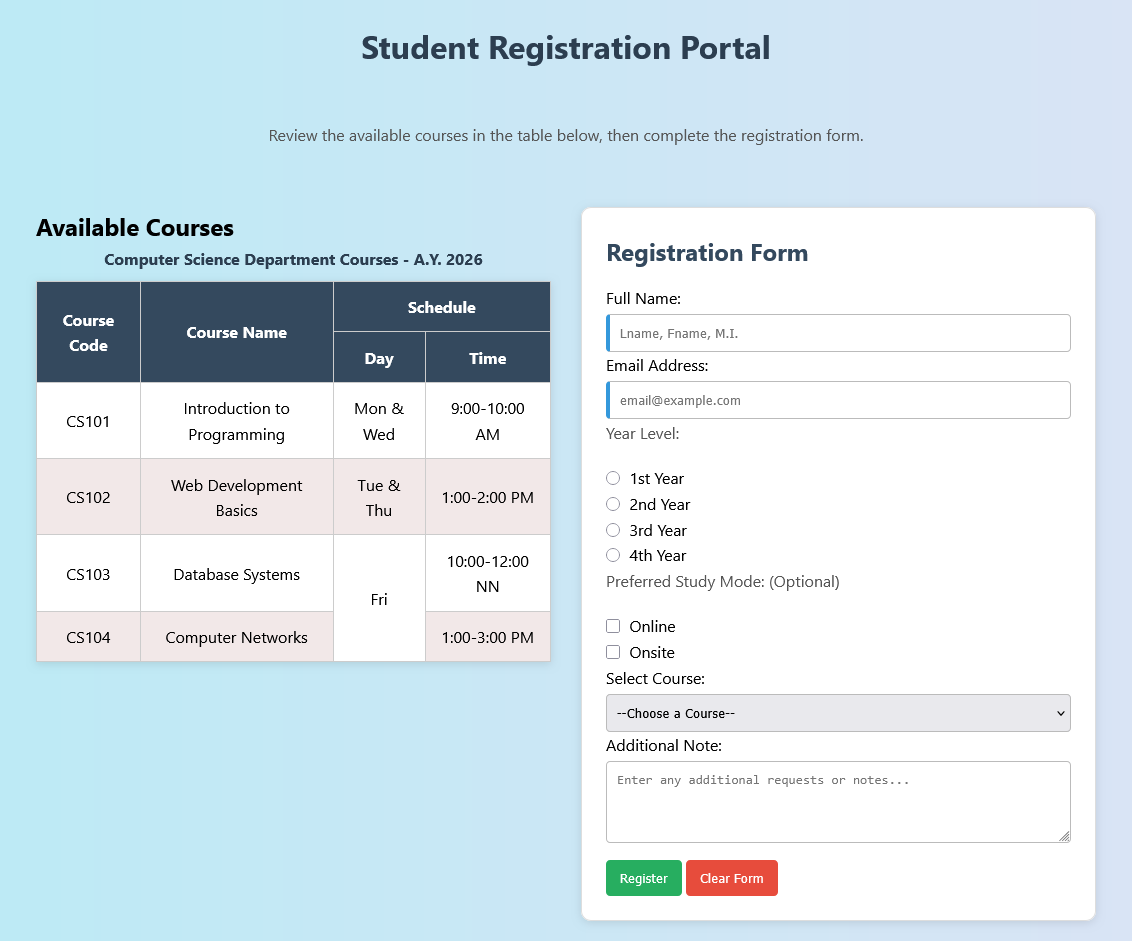 Student Registration Portal
Review the available courses in the table below, then complete the registration form.
Available Courses
Computer Science Department Courses - A.Y. 2026
Course
Code
Course Name
Schedule
Day
Time
CS101
Introduction to
Programming
Mon &
Wed
9:00-10:00
AM
CS102
Web Development
Basics
Tue &
Thu
1:00-2:00 PM
CS103
Database Systems
Fri
10:00-12:00
NN
CS104
Computer Networks
1:00-3:00 PM
Registration Form
Full Name:
Lname, Fname, M.I.
Email Address:
email@example.com
Year Level:
1st Year
2nd Year
3rd Year
4th Year
Preferred Study Mode: (Optional)
Online
Onsite
Select Course:
--Choose a Course--
Additional Note:
Enter any additional requests or notes...
Register
Clear Form